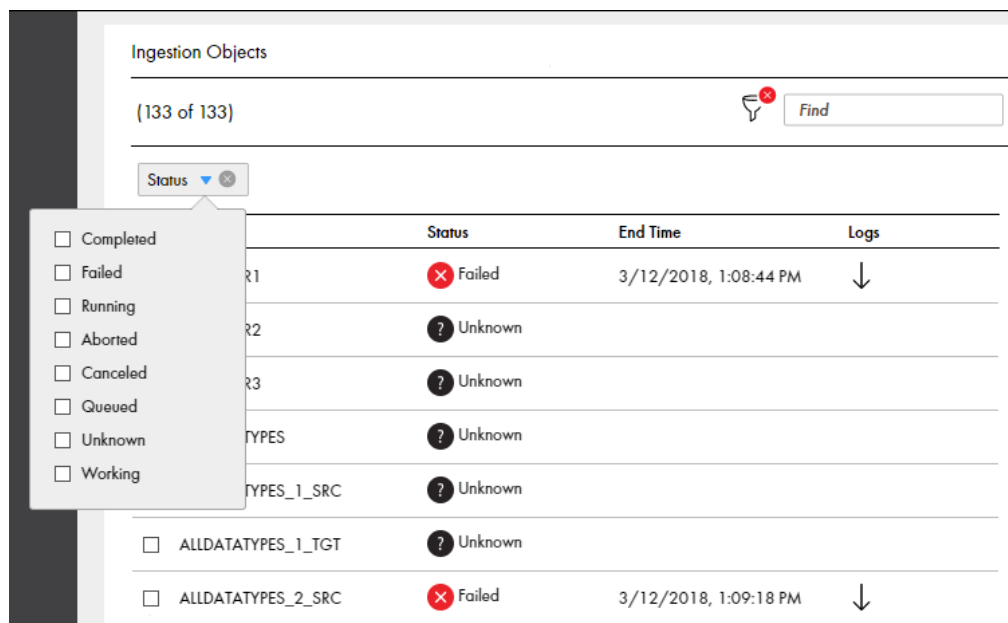 Ingestion Objects
(133 of 133)
Find
Status
Completed
Failed
Running
Aborted
Canceled
Queued
Unknown
Working
Status End Time Logs
R1 Failed 3/12/2018, 1:08:44 PM
R2 ? Unknown
R3 ? Unknown
TYPES ? Unknown
TYPES_1_SRC ? Unknown
ALLDATATYPES_1_TGT ? Unknown
ALLDATATYPES_2_SRC Failed 3/12/2018, 1:09:18 PM